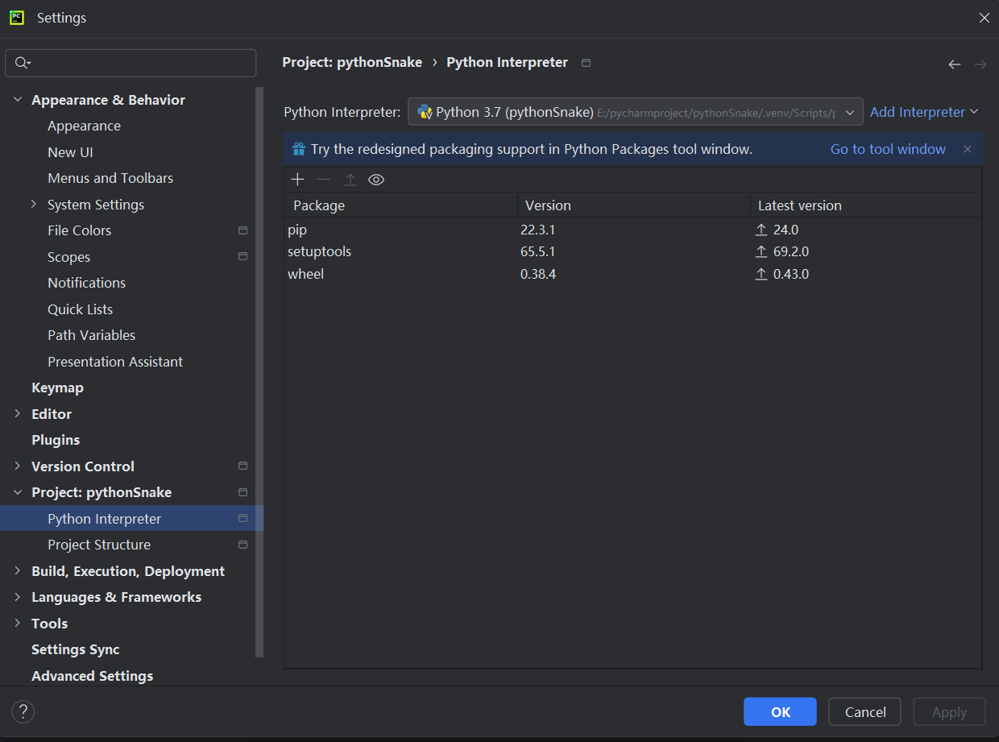 Settings
Project: pythonSnake › Python Interpreter
Appearance & Behavior
Appearance
New UI
Menus and Toolbars
System Settings
File Colors
Scopes
Notifications
Quick Lists
Path Variables
Presentation Assistant
Keymap
Editor
Plugins
Version Control
Project: pythonSnake
Python Interpreter
Project Structure
Build, Execution, Deployment
Languages & Frameworks
Tools
Settings Sync
Advanced Settings
Python Interpreter: Python 3.7 (pythonSnake) E:/pycharmproject/pythonSnake/.venv/Scripts/p Add Interpreter
Try the redesigned packaging support in Python Packages tool window. Go to tool window
Package Version Latest version
pip 22.3.1 24.0
setuptools 65.5.1 69.2.0
wheel 0.38.4 0.43.0
? OK Cancel Apply